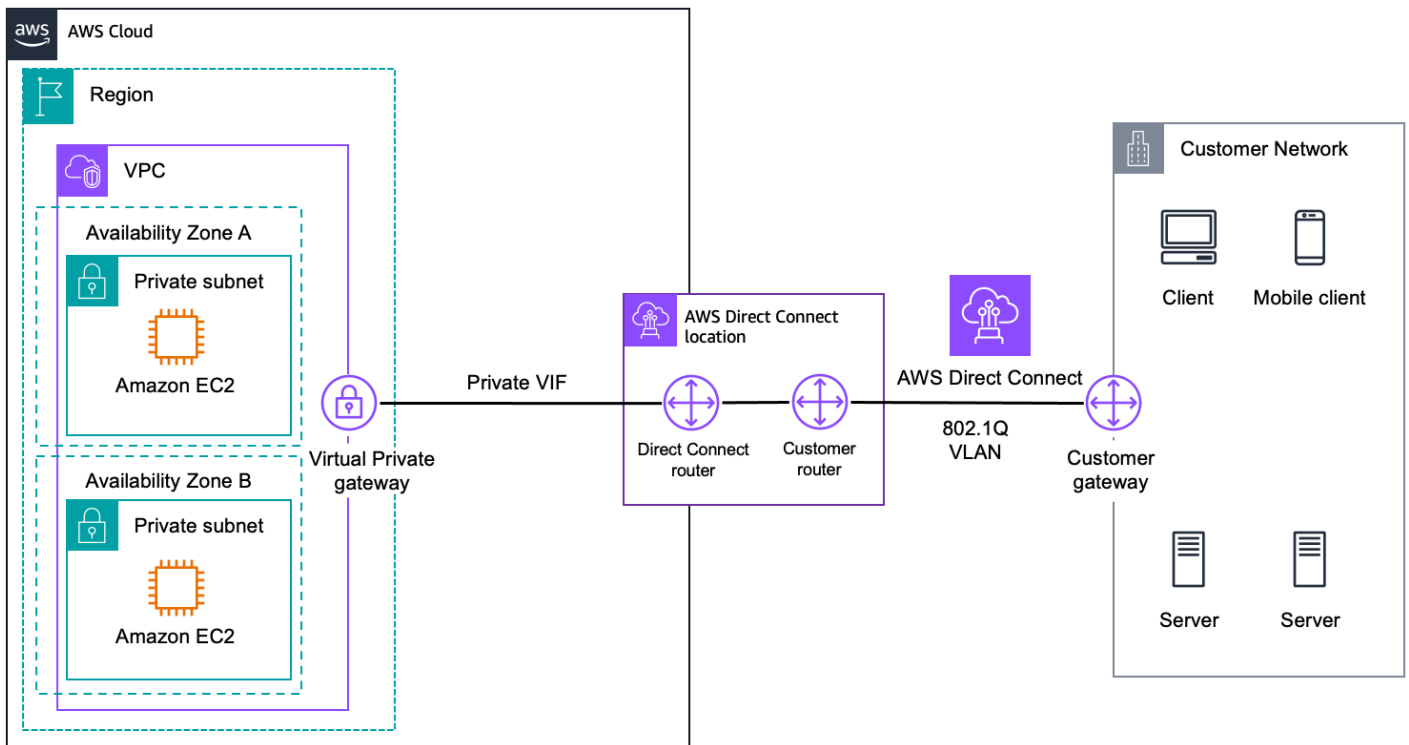 aws
AWS Cloud
Region
VPC
Availability Zone A
Private subnet
Amazon EC2
Virtual Private
gateway
Availability Zone B
Private subnet
Amazon EC2
Private VIF
AWS Direct Connect
location
Direct Connect
router
Customer
router
AWS Direct Connect
802.1Q
VLAN
Customer
gateway
Customer Network
Client
Mobile client
Server
Server